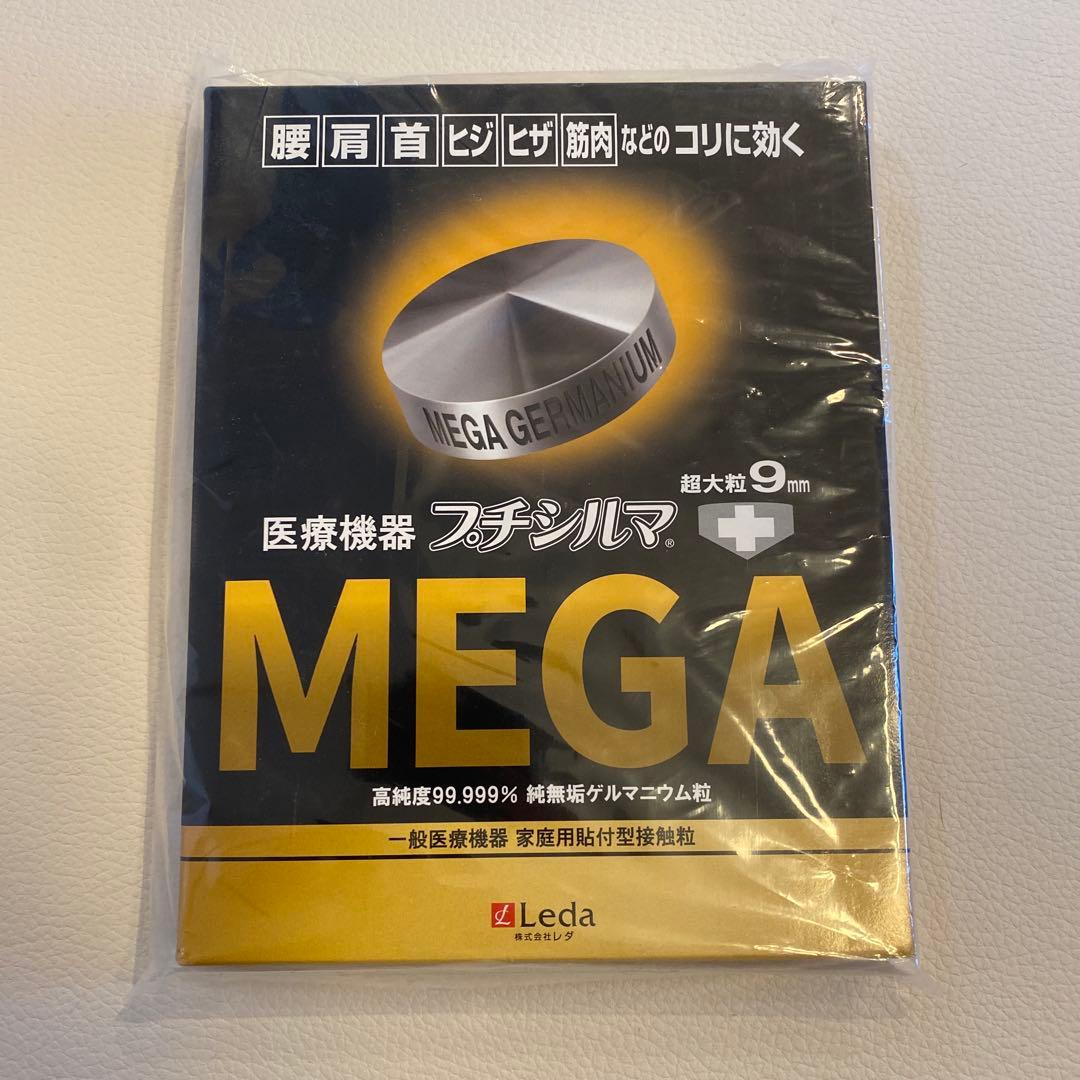 腰 肩 首 ヒジ ヒザ 筋肉 などの コリに効く
MEGA GERMANIUM
超大粒9mm
医療機器 プチシルマ®
MEGA
高純度99.999% 純無垢ゲルマニウム粒
一般医療機器 家庭用貼付型接触粒
Leda
株式会社レダ